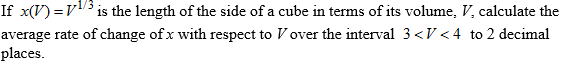 If x(V) = V^{1/3} is the length of the side of a cube in terms of its volume, V, calculate the
average rate of change of x with respect to V over the interval 3 < V < 4 to 2 decimal
places.